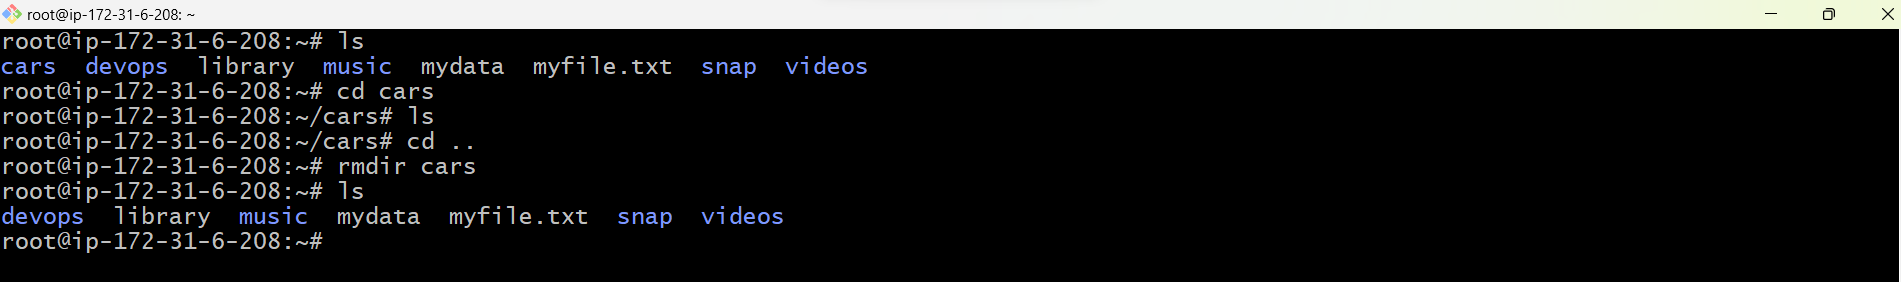 root@ip-172-31-6-208: ~
root@ip-172-31-6-208:~# ls
cars  devops  library  music  mydata  myfile.txt  snap  videos
root@ip-172-31-6-208:~# cd cars
root@ip-172-31-6-208:~/cars# ls
root@ip-172-31-6-208:~/cars# cd ..
root@ip-172-31-6-208:~# rmdir cars
root@ip-172-31-6-208:~# ls
devops  library  music  mydata  myfile.txt  snap  videos
root@ip-172-31-6-208:~#